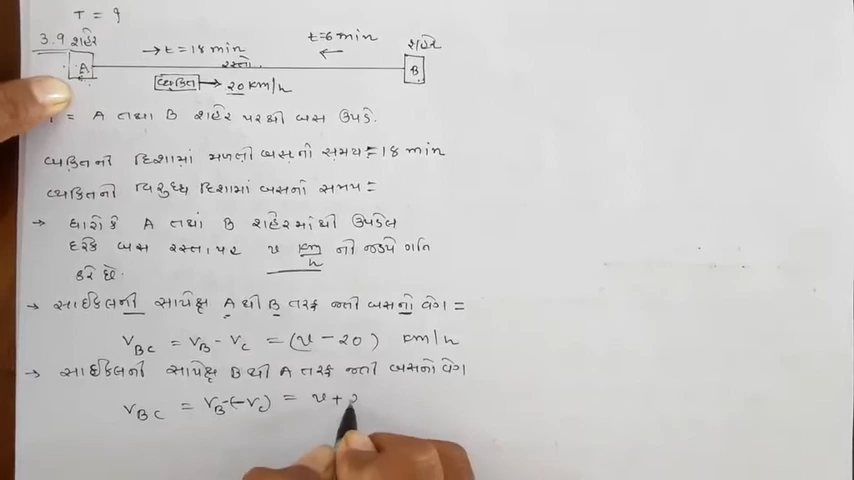 T = ?
3.9 શહેર → t = 18 min t=6 min શહેર
A રસ્તો B
વ્યક્તિ → 20 km/h
T = A તથા B શહેર પરથી બસ ઉપડે.
વ્યક્તિની દિશામાં મળતી બસનો સમય = 18 min
વ્યક્તિની વિરુધ્ધ દિશામાં બસનો સમય =
→ ધારો કે A તથા B શહેરમાંથી ઉપડેલ
દરેક બસ રસ્તા પર v km/h ની ઝડપે ગતિ
કરે છે.
→ સાઈકલની સાપેક્ષ A થી B તરફ જતી બસનો વેગ =
V_BC = V_B - V_C = (v - 20) km/h
→ સાઈકલની સાપેક્ષ B થી A તરફ જતી બસનો વેગ
V_BC = V_B-(-V_C) = v +